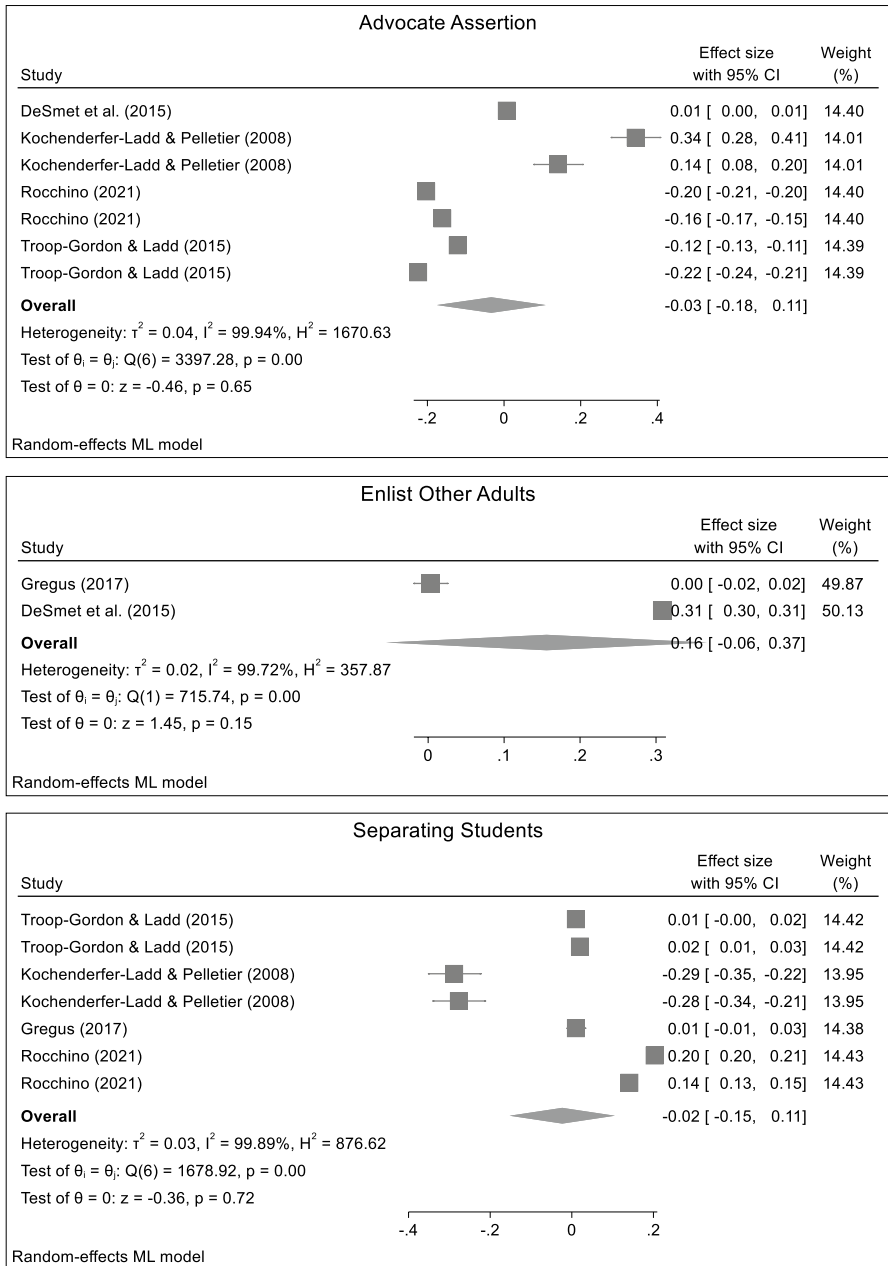 Advocate Assertion
Effect size Weight
Study with 95% CI (%)
DeSmet et al. (2015) 0.01 [ 0.00, 0.01] 14.40
Kochenderfer-Ladd & Pelletier (2008) 0.34 [ 0.28, 0.41] 14.01
Kochenderfer-Ladd & Pelletier (2008) 0.14 [ 0.08, 0.20] 14.01
Rocchino (2021) -0.20 [ -0.21, -0.20] 14.40
Rocchino (2021) -0.16 [ -0.17, -0.15] 14.40
Troop-Gordon & Ladd (2015) -0.12 [ -0.13, -0.11] 14.39
Troop-Gordon & Ladd (2015) -0.22 [ -0.24, -0.21] 14.39
Overall -0.03 [ -0.18, 0.11]
Heterogeneity: τ² = 0.04, I² = 99.94%, H² = 1670.63
Test of θᵢ = θⱼ: Q(6) = 3397.28, p = 0.00
Test of θ = 0: z = -0.46, p = 0.65
-.2 0 .2 .4
Random-effects ML model
Enlist Other Adults
Effect size Weight
Study with 95% CI (%)
Gregus (2017) 0.00 [ -0.02, 0.02] 49.87
DeSmet et al. (2015) 0.31 [ 0.30, 0.31] 50.13
Overall 0.16 [ -0.06, 0.37]
Heterogeneity: τ² = 0.02, I² = 99.72%, H² = 357.87
Test of θᵢ = θⱼ: Q(1) = 715.74, p = 0.00
Test of θ = 0: z = 1.45, p = 0.15
0 .1 .2 .3
Random-effects ML model
Separating Students
Effect size Weight
Study with 95% CI (%)
Troop-Gordon & Ladd (2015) 0.01 [ -0.00, 0.02] 14.42
Troop-Gordon & Ladd (2015) 0.02 [ 0.01, 0.03] 14.42
Kochenderfer-Ladd & Pelletier (2008) -0.29 [ -0.35, -0.22] 13.95
Kochenderfer-Ladd & Pelletier (2008) -0.28 [ -0.34, -0.21] 13.95
Gregus (2017) 0.01 [ -0.01, 0.03] 14.38
Rocchino (2021) 0.20 [ 0.20, 0.21] 14.43
Rocchino (2021) 0.14 [ 0.13, 0.15] 14.43
Overall -0.02 [ -0.15, 0.11]
Heterogeneity: τ² = 0.03, I² = 99.89%, H² = 876.62
Test of θᵢ = θⱼ: Q(6) = 1678.92, p = 0.00
Test of θ = 0: z = -0.36, p = 0.72
-.4 -.2 0 .2
Random-effects ML model